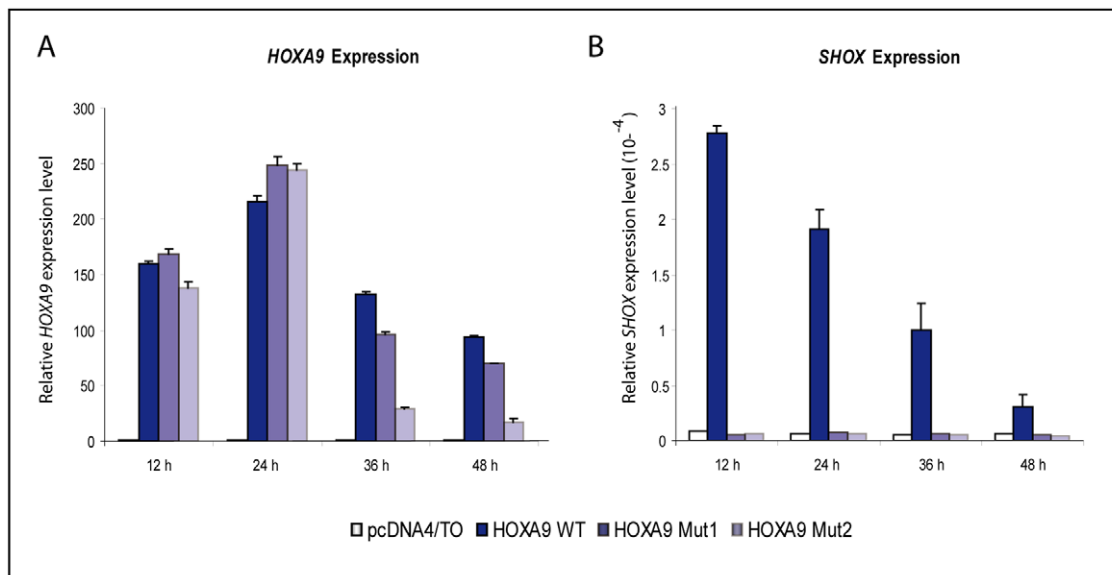 A
HOXA9 Expression
Relative HOXA9 expression level
300
250
200
150
100
50
0
12 h 24 h 36 h 48 h
B
SHOX Expression
Relative SHOX expression level (10-⁻⁴)
3
2.5
2
1.5
1
0.5
0
12 h 24 h 36 h 48 h
pcDNA4/TO HOXA9 WT HOXA9 Mut1 HOXA9 Mut2